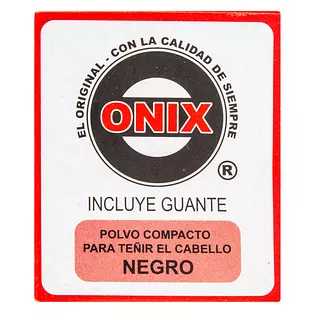 EL ORIGINAL - CON LA CALIDAD DE SIEMPRE
ONIX
®
INCLUYE GUANTE
POLVO COMPACTO
PARA TEÑIR EL CABELLO
NEGRO